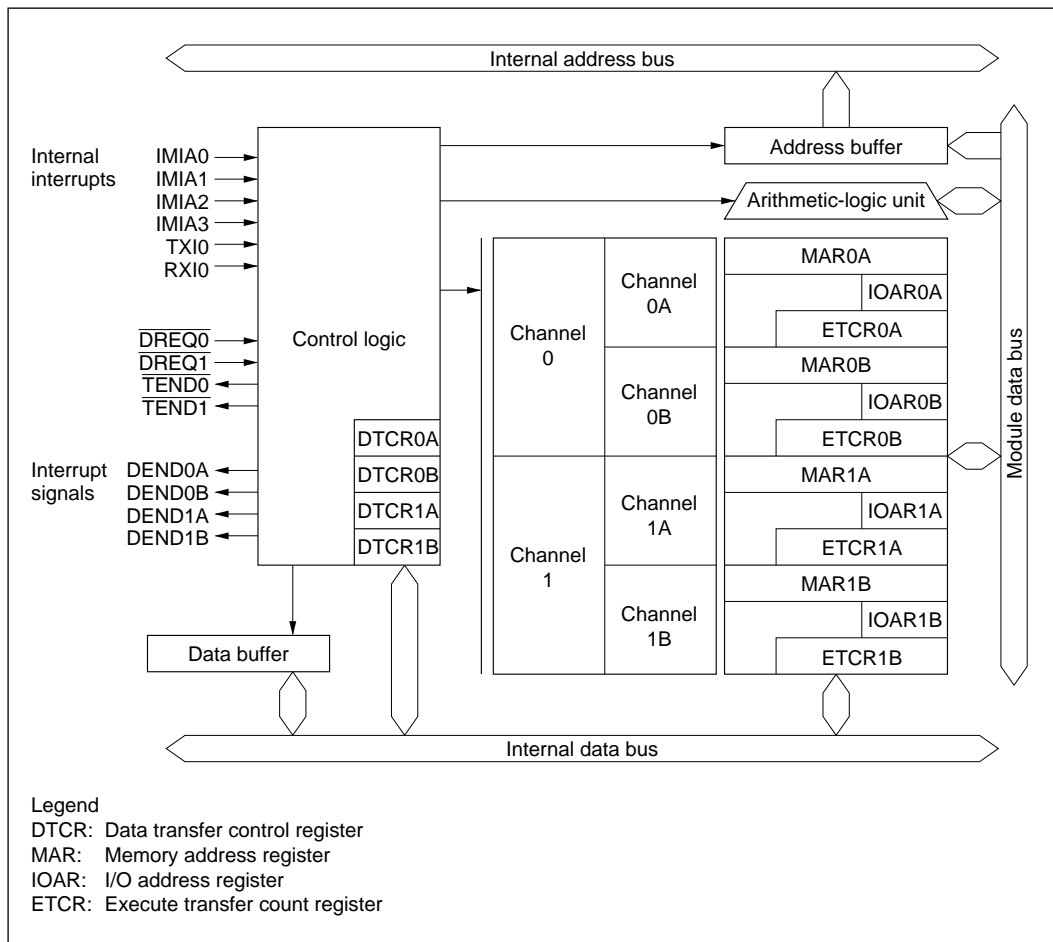 Internal address bus
Internal
interrupts
IMIA0
IMIA1
IMIA2
IMIA3
TXI0
RXI0
DREQ0
DREQ1
TEND0
TEND1
Interrupt
signals
DEND0A
DEND0B
DEND1A
DEND1B
Control logic
DTCR0A
DTCR0B
DTCR1A
DTCR1B
Data buffer
Address buffer
Arithmetic-logic unit
Channel
0
Channel
0A
Channel
0B
Channel
1
Channel
1A
Channel
1B
MAR0A
IOAR0A
ETCR0A
MAR0B
IOAR0B
ETCR0B
MAR1A
IOAR1A
ETCR1A
MAR1B
IOAR1B
ETCR1B
Module data bus
Internal data bus
Legend
DTCR: Data transfer control register
MAR: Memory address register
IOAR: I/O address register
ETCR: Execute transfer count register